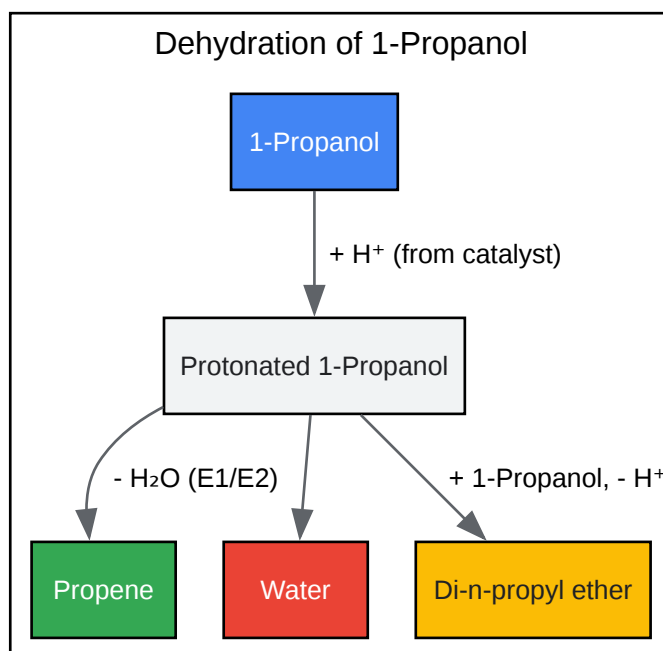 Dehydration of 1-Propanol
1-Propanol
+ H⁺ (from catalyst)
Protonated 1-Propanol
- H₂O (E1/E2)
+ 1-Propanol, - H⁺
Propene
Water
Di-n-propyl ether